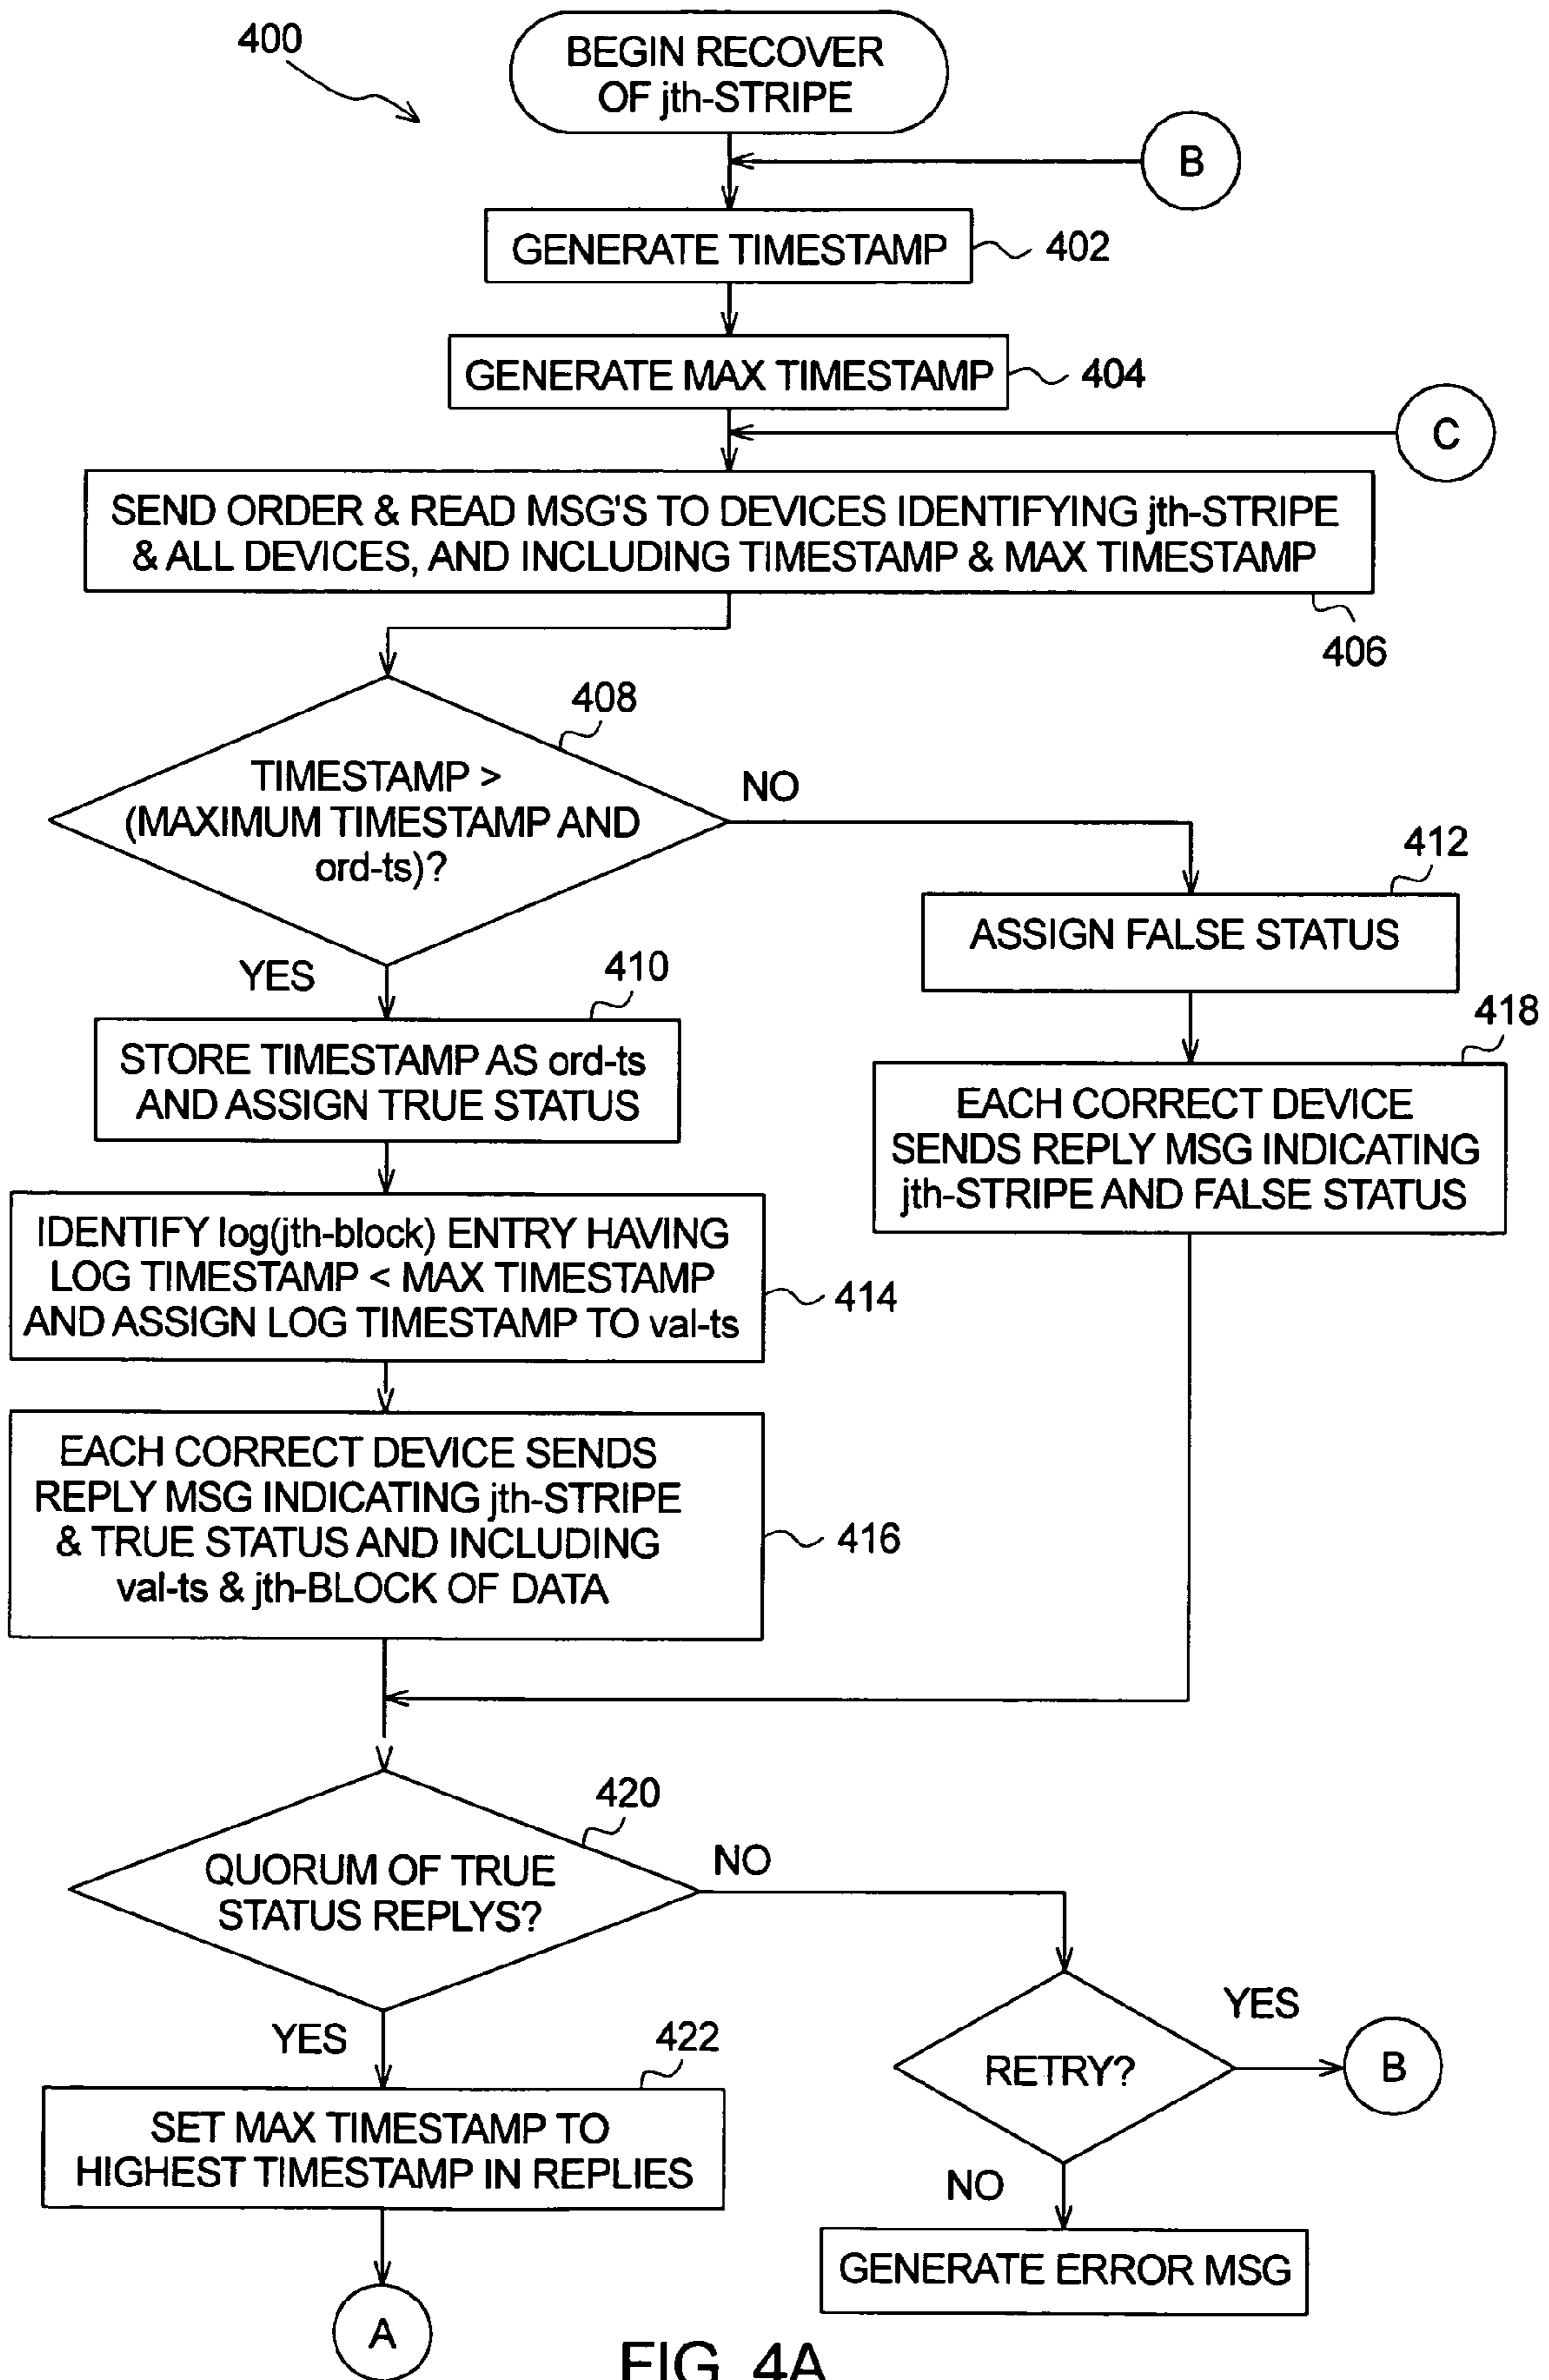 400
BEGIN RECOVER
OF jth-STRIPE
B
GENERATE TIMESTAMP
402
GENERATE MAX TIMESTAMP
404
C
SEND ORDER & READ MSG'S TO DEVICES IDENTIFYING jth-STRIPE
& ALL DEVICES, AND INCLUDING TIMESTAMP & MAX TIMESTAMP
406
408
TIMESTAMP >
(MAXIMUM TIMESTAMP AND
ord-ts)?
NO
YES
412
ASSIGN FALSE STATUS
410
STORE TIMESTAMP AS ord-ts
AND ASSIGN TRUE STATUS
418
EACH CORRECT DEVICE
SENDS REPLY MSG INDICATING
jth-STRIPE AND FALSE STATUS
IDENTIFY log(jth-block) ENTRY HAVING
LOG TIMESTAMP < MAX TIMESTAMP
AND ASSIGN LOG TIMESTAMP TO val-ts
414
EACH CORRECT DEVICE SENDS
REPLY MSG INDICATING jth-STRIPE
& TRUE STATUS AND INCLUDING
val-ts & jth-BLOCK OF DATA
416
420
QUORUM OF TRUE
STATUS REPLYS?
NO
YES
422
SET MAX TIMESTAMP TO
HIGHEST TIMESTAMP IN REPLIES
A
RETRY?
YES
B
NO
GENERATE ERROR MSG
FIG. 4A